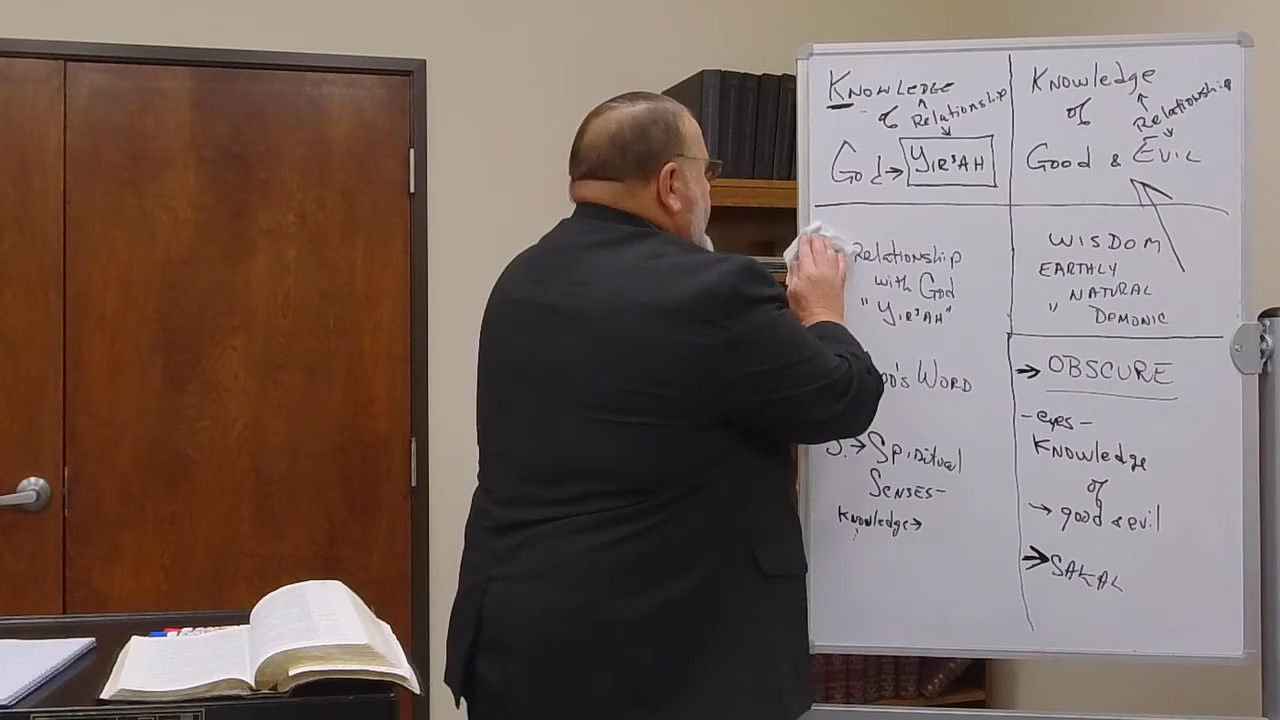 KNOWLEDGE
of Relationship
God → YIR'AH
Relationship
with God
"YIR'AH"
WORD
3. → Spiritual
SENSES-
Knowledge →
Knowledge
of Relationship
Good & EVIL
WISDOM
EARTHLY
NATURAL
" DEMONIC
→ OBSCURE
-eyes-
Knowledge
of
→ good & evil
→ SAKAL